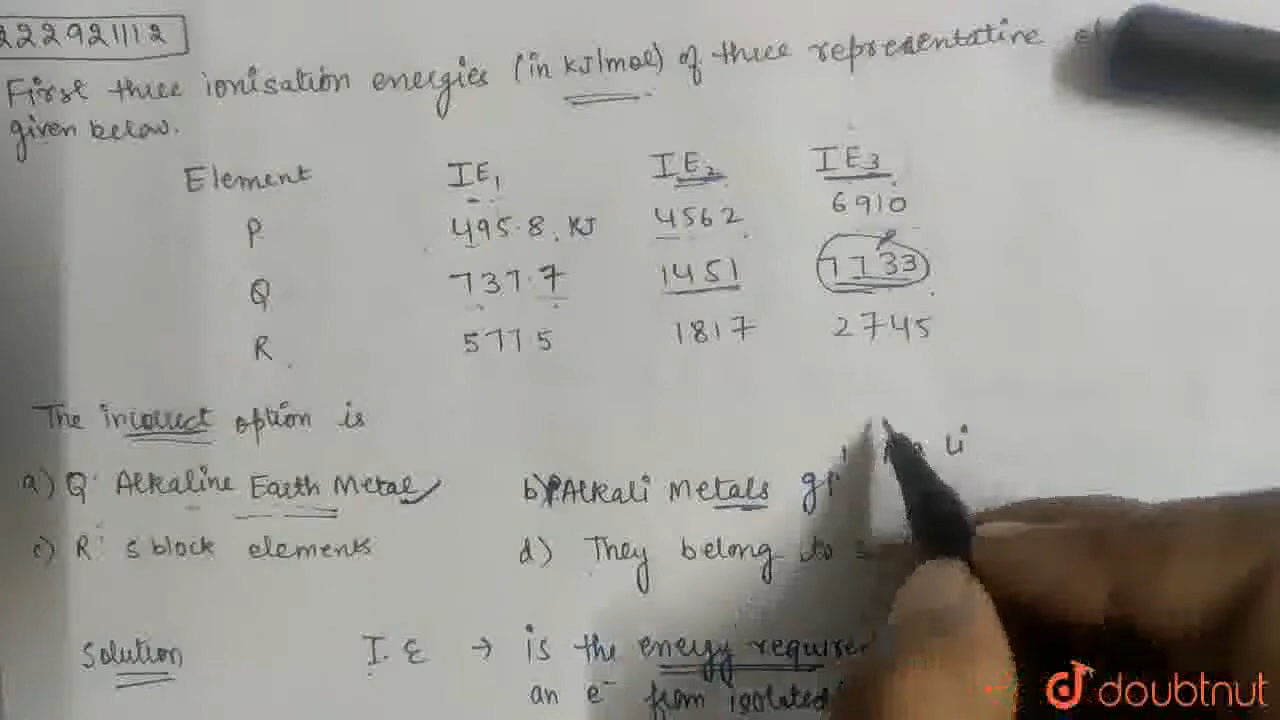 222921112
First three ionisation energies (in KJ/mol) of three representative
given below.
Element IE1 IE2 IE3
P 495.8 KJ 4562 6910
Q 737.7 1451 7733
R 577.5 1817 2745
The incorrect option is
a) Q: Alkaline Earth Metal b) P: Alkali Metals
c) R: s block elements d) They belong to
Solution I.E → is the energy required
an e⁻ from isolated
doubtnut